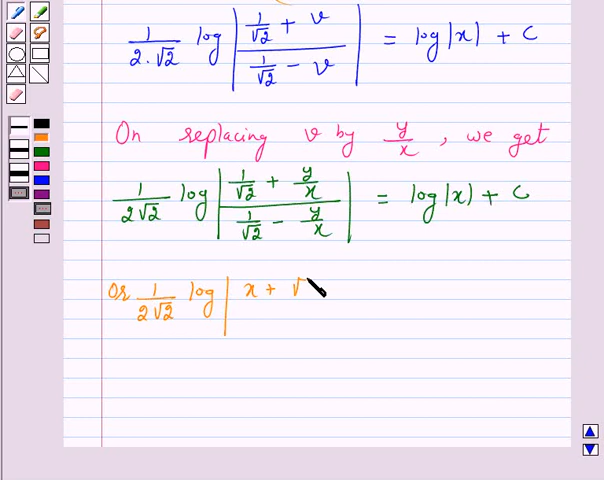 1/(2.√2) log |(1/√2 + v)/(1/√2 - v)| = log|x| + C
On replacing v by y/x, we get
1/(2√2) log |(1/√2 + y/x)/(1/√2 - y/x)| = log|x| + C
Or 1/(2√2) log | x + √